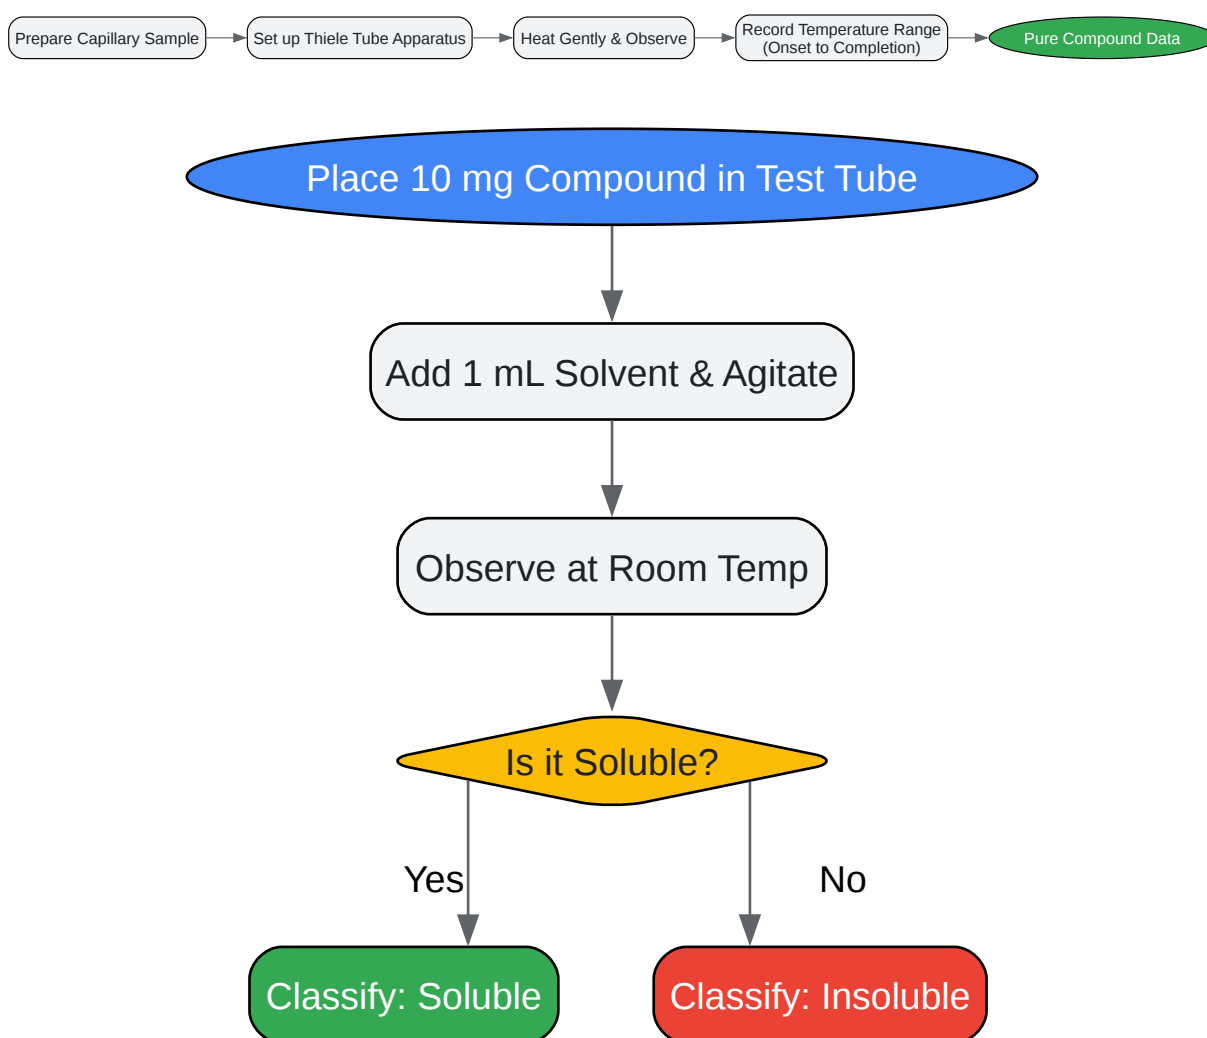 Prepare Capillary Sample
Set up Thiele Tube Apparatus
Heat Gently & Observe
Record Temperature Range
(Onset to Completion)
Pure Compound Data
Place 10 mg Compound in Test Tube
Add 1 mL Solvent & Agitate
Observe at Room Temp
Is it Soluble?
Yes
No
Classify: Soluble
Classify: Insoluble